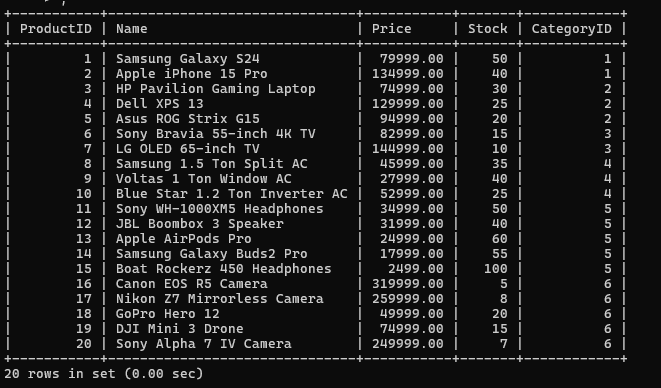 +-----------+--------------------------------+-----------+-------+------------+
| ProductID | Name                           | Price     | Stock | CategoryID |
+-----------+--------------------------------+-----------+-------+------------+
|         1 | Samsung Galaxy S24             |  79999.00 |    50 |          1 |
|         2 | Apple iPhone 15 Pro            | 134999.00 |    40 |          1 |
|         3 | HP Pavilion Gaming Laptop      |  74999.00 |    30 |          2 |
|         4 | Dell XPS 13                    | 129999.00 |    25 |          2 |
|         5 | Asus ROG Strix G15             |  94999.00 |    20 |          2 |
|         6 | Sony Bravia 55-inch 4K TV      |  82999.00 |    15 |          3 |
|         7 | LG OLED 65-inch TV             | 144999.00 |    10 |          3 |
|         8 | Samsung 1.5 Ton Split AC       |  45999.00 |    35 |          4 |
|         9 | Voltas 1 Ton Window AC         |  27999.00 |    40 |          4 |
|        10 | Blue Star 1.2 Ton Inverter AC  |  52999.00 |    25 |          4 |
|        11 | Sony WH-1000XM5 Headphones     |  34999.00 |    50 |          5 |
|        12 | JBL Boombox 3 Speaker          |  31999.00 |    40 |          5 |
|        13 | Apple AirPods Pro              |  24999.00 |    60 |          5 |
|        14 | Samsung Galaxy Buds2 Pro       |  17999.00 |    55 |          5 |
|        15 | Boat Rockerz 450 Headphones    |   2499.00 |   100 |          5 |
|        16 | Canon EOS R5 Camera            | 319999.00 |     5 |          6 |
|        17 | Nikon Z7 Mirrorless Camera     | 259999.00 |     8 |          6 |
|        18 | GoPro Hero 12                  |  49999.00 |    20 |          6 |
|        19 | DJI Mini 3 Drone               |  74999.00 |    15 |          6 |
|        20 | Sony Alpha 7 IV Camera         | 249999.00 |     7 |          6 |
+-----------+--------------------------------+-----------+-------+------------+
20 rows in set (0.00 sec)